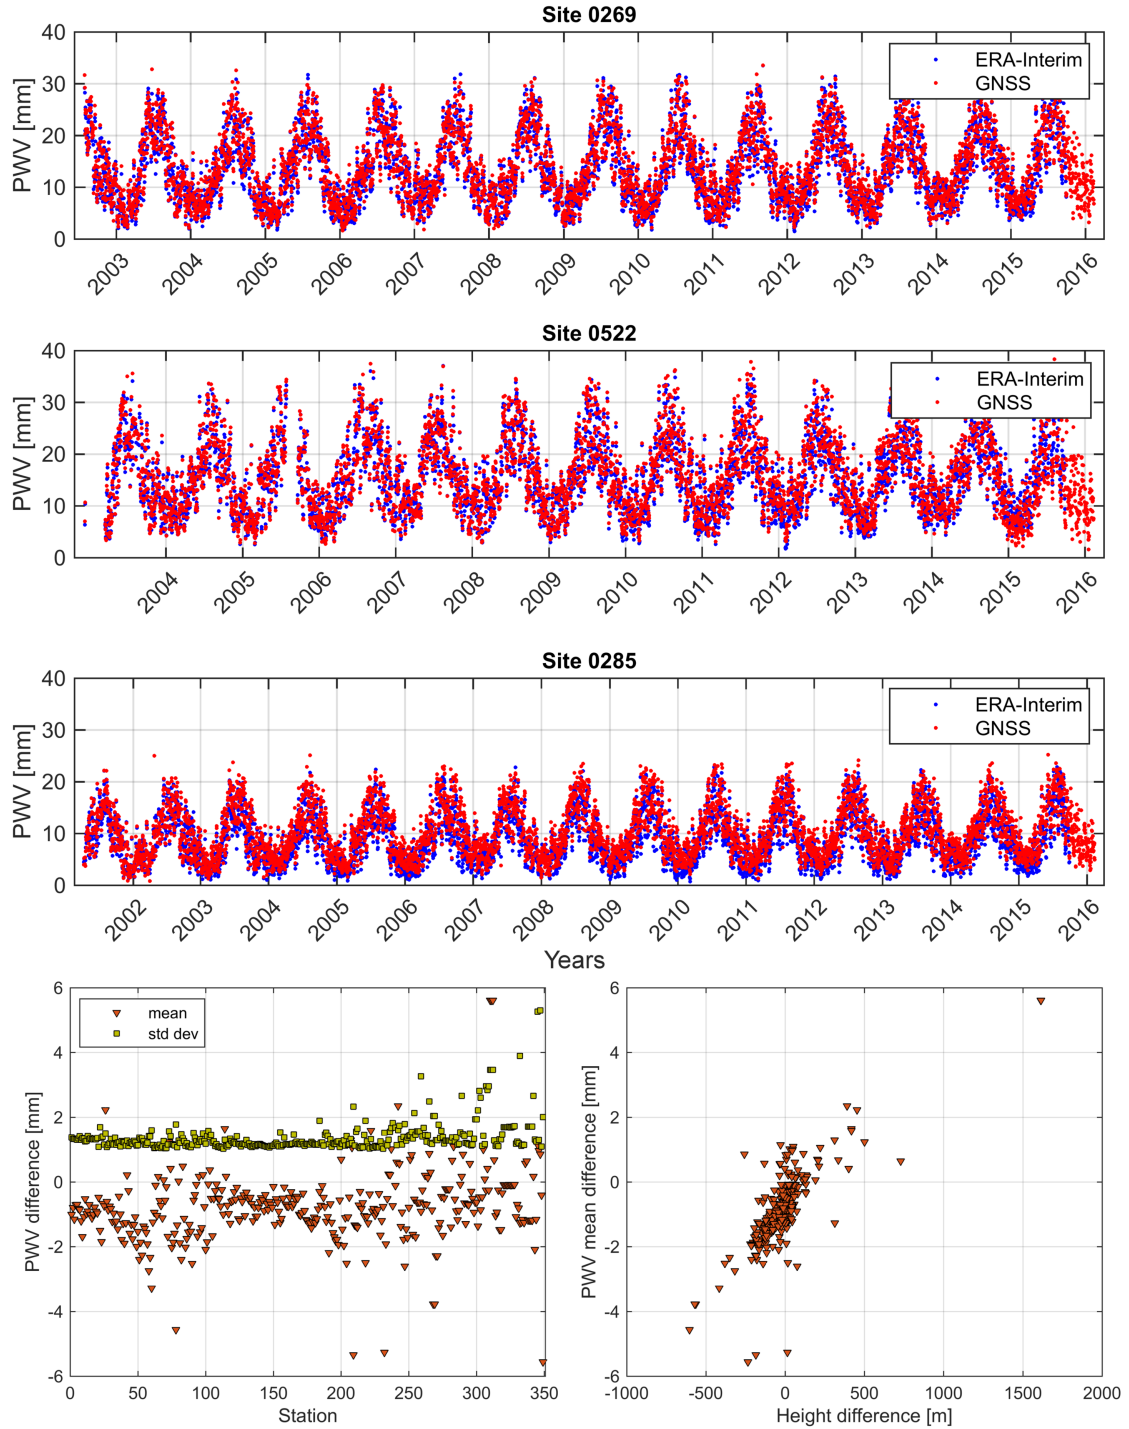 Site 0269
PWV [mm]
40
30
20
10
0
ERA-Interim
GNSS
2003 2004 2005 2006 2007 2008 2009 2010 2011 2012 2013 2014 2015 2016
Site 0522
PWV [mm]
40
30
20
10
0
ERA-Interim
GNSS
2004 2005 2006 2007 2008 2009 2010 2011 2012 2013 2014 2015 2016
Site 0285
PWV [mm]
40
30
20
10
0
ERA-Interim
GNSS
2002 2003 2004 2005 2006 2007 2008 2009 2010 2011 2012 2013 2014 2015 2016
Years
PWV difference [mm]
6
4
2
0
-2
-4
-6
mean
std dev
0 50 100 150 200 250 300 350
Station
PWV mean difference [mm]
6
4
2
0
-2
-4
-6
-1000 -500 0 500 1000 1500 2000
Height difference [m]